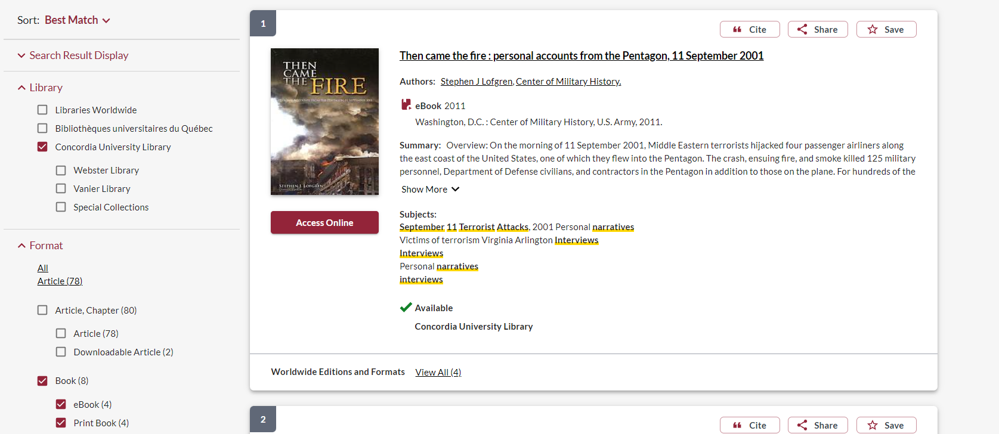 Sort: Best Match
Search Result Display
Library
Libraries Worldwide
Bibliothèques universitaires du Québec
Concordia University Library
Webster Library
Vanier Library
Special Collections
Format
All
Article (78)
Article, Chapter (80)
Article (78)
Downloadable Article (2)
Book (8)
eBook (4)
Print Book (4)
1
Cite
Share
Save
THEN
CAME
THE FIRE
STEPHEN J. LOFGREN
Access Online
Then came the fire : personal accounts from the Pentagon, 11 September 2001
Authors: Stephen J Lofgren, Center of Military History.
eBook 2011
Washington, D.C. : Center of Military History, U.S. Army, 2011.
Summary: Overview: On the morning of 11 September 2001, Middle Eastern terrorists hijacked four passenger airliners along
the east coast of the United States, one of which they flew into the Pentagon. The crash, ensuing fire, and smoke killed 125 military
personnel, Department of Defense civilians, and contractors in the Pentagon in addition to those on the plane. For hundreds of the
Show More
Subjects:
September 11 Terrorist Attacks, 2001 Personal narratives
Victims of terrorism Virginia Arlington Interviews
Interviews
Personal narratives
interviews
Available
Concordia University Library
Worldwide Editions and Formats View All (4)
2
Cite
Share
Save